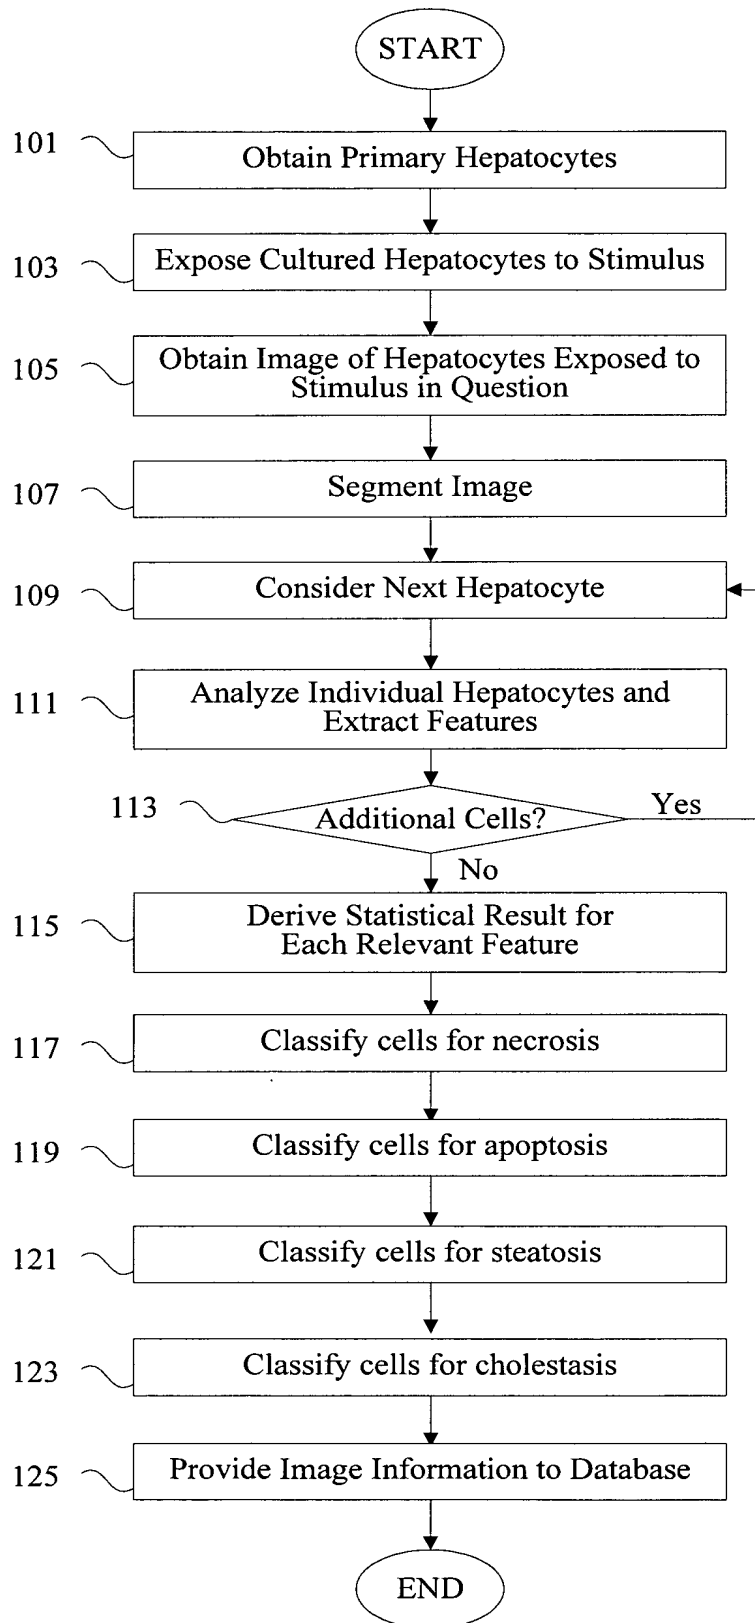 START
101
Obtain Primary Hepatocytes
103
Expose Cultured Hepatocytes to Stimulus
105
Obtain Image of Hepatocytes Exposed to
Stimulus in Question
107
Segment Image
109
Consider Next Hepatocyte
111
Analyze Individual Hepatocytes and
Extract Features
113
Additional Cells?
Yes
No
115
Derive Statistical Result for
Each Relevant Feature
117
Classify cells for necrosis
119
Classify cells for apoptosis
121
Classify cells for steatosis
123
Classify cells for cholestasis
125
Provide Image Information to Database
END